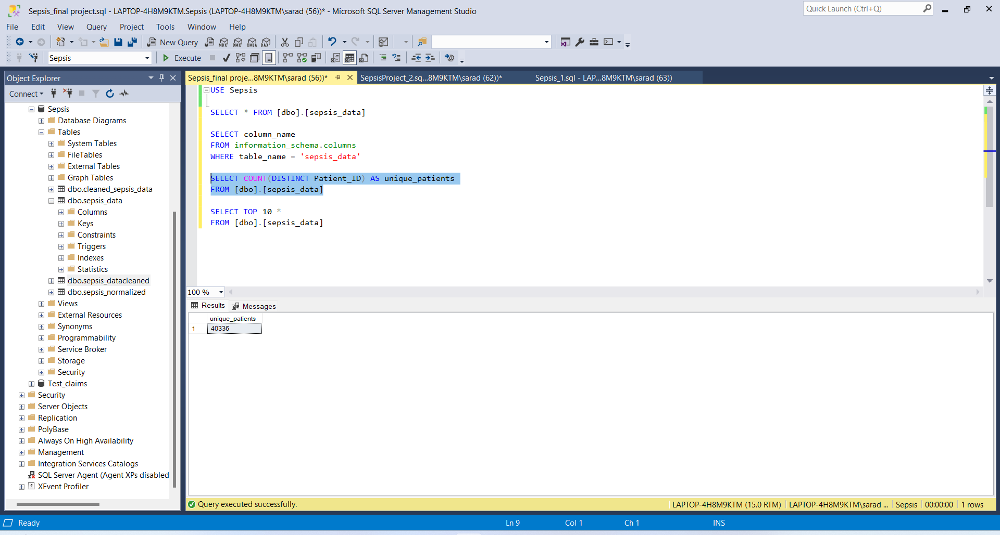 Sepsis_final project.sql - LAPTOP-4H8M9KTM.Sepsis (LAPTOP-4H8M9KTM\sarad (56))* - Microsoft SQL Server Management Studio
Quick Launch (Ctrl+Q)
File Edit View Query Project Tools Window Help
New Query MDX DMX XMLA DAX
Sepsis Execute
Object Explorer
Connect
Sepsis
Database Diagrams
Tables
System Tables
FileTables
External Tables
Graph Tables
dbo.cleaned_sepsis_data
dbo.sepsis_data
Columns
Keys
Constraints
Triggers
Indexes
Statistics
dbo.sepsis_datacleaned
dbo.sepsis_normalized
Views
External Resources
Synonyms
Programmability
Service Broker
Storage
Security
Test_claims
Security
Server Objects
Replication
PolyBase
Always On High Availability
Management
Integration Services Catalogs
SQL Server Agent (Agent XPs disabled
XEvent Profiler
Sepsis_final proje...8M9KTM\sarad (56))* SepsisProject_2.sq...8M9KTM\sarad (62))* Sepsis_1.sql - LAP...8M9KTM\sarad (63))
USE Sepsis
SELECT * FROM [dbo].[sepsis_data]
SELECT column_name
FROM information_schema.columns
WHERE table_name = 'sepsis_data'
SELECT COUNT(DISTINCT Patient_ID) AS unique_patients
FROM [dbo].[sepsis_data]
SELECT TOP 10 *
FROM [dbo].[sepsis_data]
100 %
Results Messages
unique_patients
1 40336
Query executed successfully. LAPTOP-4H8M9KTM (15.0 RTM) LAPTOP-4H8M9KTM\sarad ... Sepsis 00:00:00 1 rows
Ready Ln 9 Col 1 Ch 1 INS